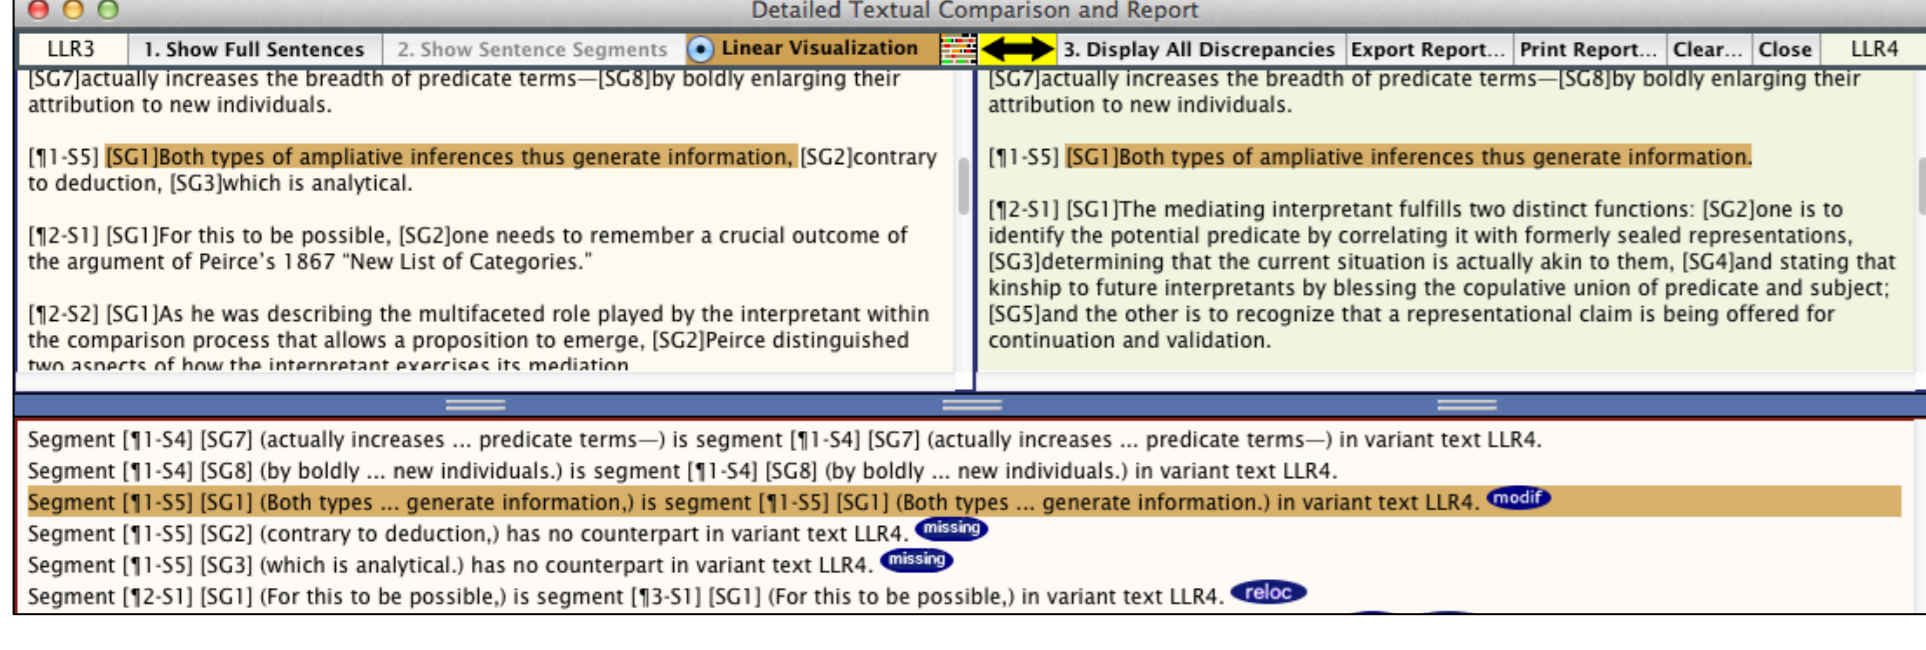 Detailed Textual Comparison and Report
LLR3 1. Show Full Sentences 2. Show Sentence Segments Linear Visualization 3. Display All Discrepancies Export Report... Print Report... Clear... Close LLR4
[SG7]actually increases the breadth of predicate terms—[SG8]by boldly enlarging their
attribution to new individuals.
[¶1-S5] [SG1]Both types of ampliative inferences thus generate information, [SG2]contrary
to deduction, [SG3]which is analytical.
[¶2-S1] [SG1]For this to be possible, [SG2]one needs to remember a crucial outcome of
the argument of Peirce’s 1867 “New List of Categories.”
[¶2-S2] [SG1]As he was describing the multifaceted role played by the interpretant within
the comparison process that allows a proposition to emerge, [SG2]Peirce distinguished
two aspects of how the interpretant exercises its mediation
[SG7]actually increases the breadth of predicate terms—[SG8]by boldly enlarging their
attribution to new individuals.
[¶1-S5] [SG1]Both types of ampliative inferences thus generate information.
[¶2-S1] [SG1]The mediating interpretant fulfills two distinct functions: [SG2]one is to
identify the potential predicate by correlating it with formerly sealed representations,
[SG3]determining that the current situation is actually akin to them, [SG4]and stating that
kinship to future interpretants by blessing the copulative union of predicate and subject;
[SG5]and the other is to recognize that a representational claim is being offered for
continuation and validation.
Segment [¶1-S4] [SG7] (actually increases ... predicate terms—) is segment [¶1-S4] [SG7] (actually increases ... predicate terms—) in variant text LLR4.
Segment [¶1-S4] [SG8] (by boldly ... new individuals.) is segment [¶1-S4] [SG8] (by boldly ... new individuals.) in variant text LLR4.
Segment [¶1-S5] [SG1] (Both types ... generate information,) is segment [¶1-S5] [SG1] (Both types ... generate information.) in variant text LLR4. modif
Segment [¶1-S5] [SG2] (contrary to deduction,) has no counterpart in variant text LLR4. missing
Segment [¶1-S5] [SG3] (which is analytical.) has no counterpart in variant text LLR4. missing
Segment [¶2-S1] [SG1] (For this to be possible,) is segment [¶3-S1] [SG1] (For this to be possible,) in variant text LLR4. reloc